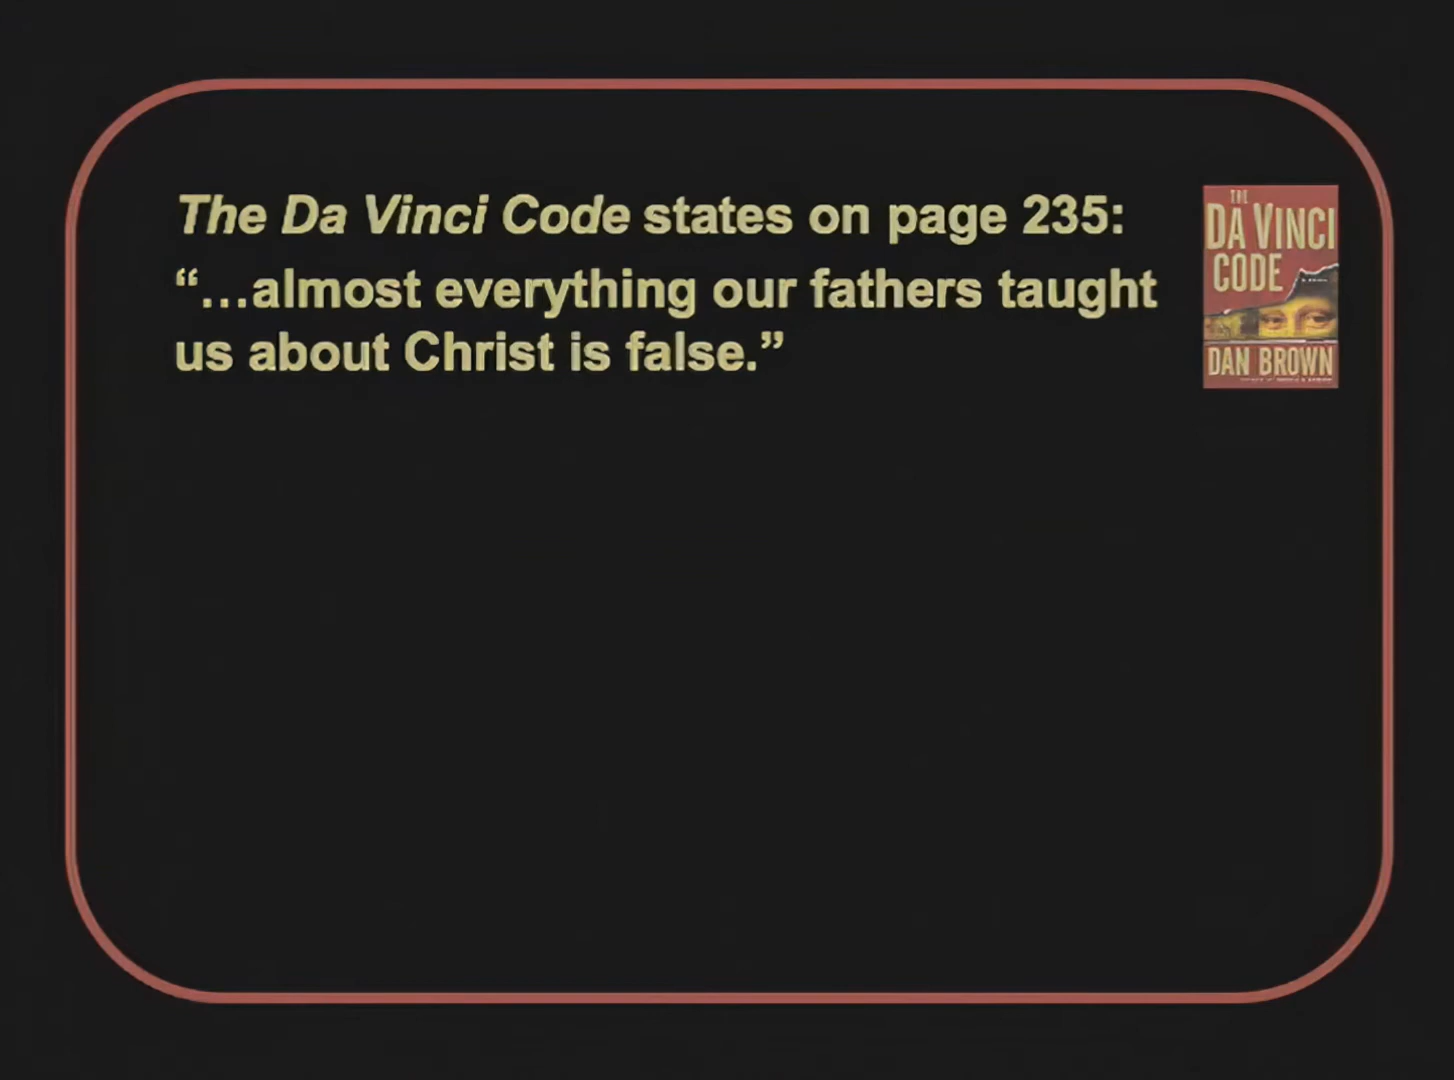 The Da Vinci Code states on page 235:
“…almost everything our fathers taught
us about Christ is false.”
THE
DA VINCI
CODE
DAN BROWN